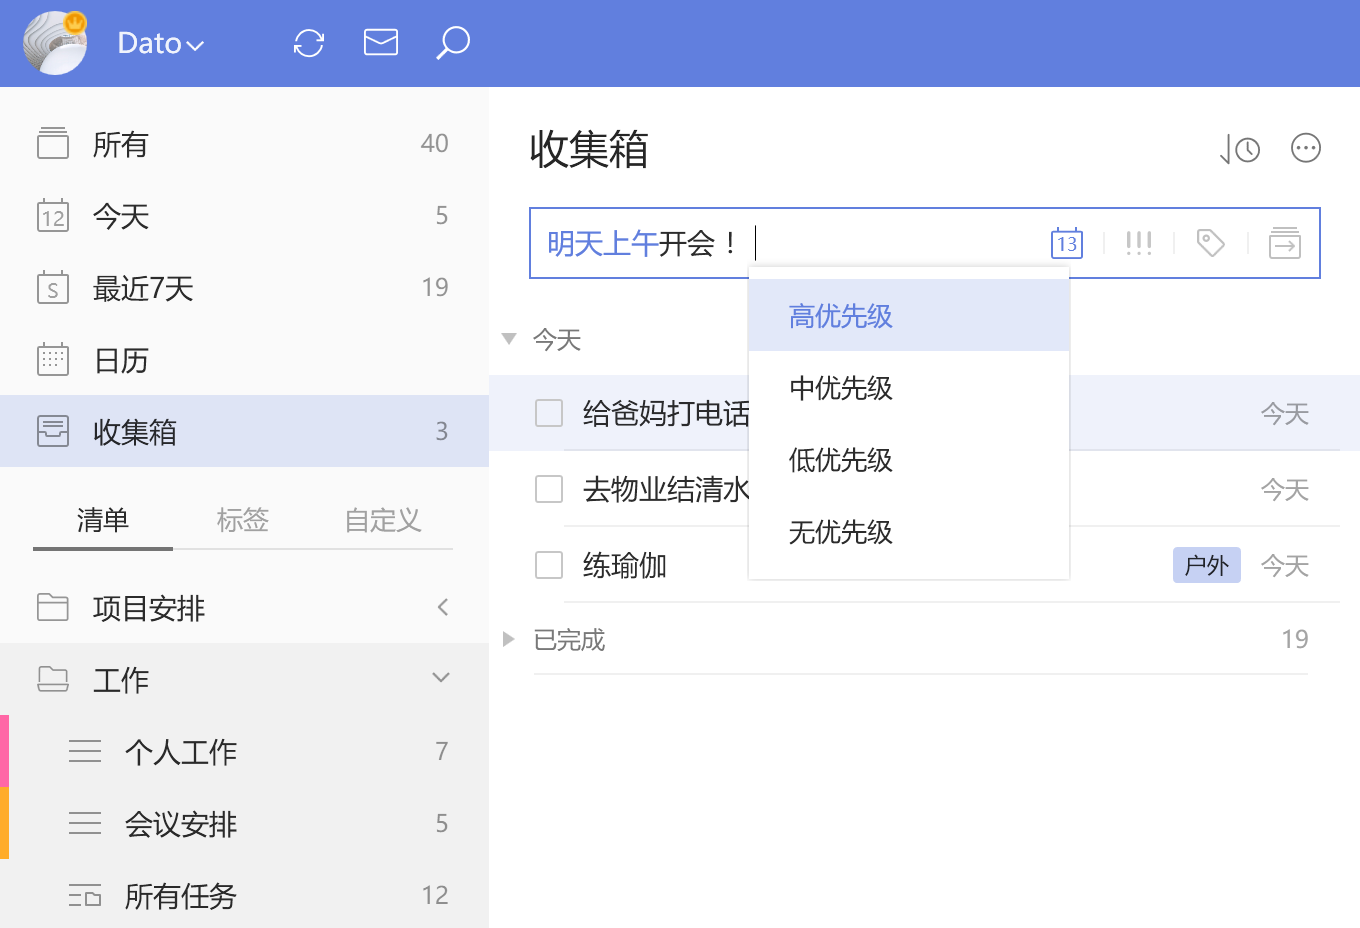 Dato
所有 40
12 今天 5
S 最近7天 19
日历
收集箱 3
清单 标签 自定义
项目安排
工作
个人工作 7
会议安排 5
所有任务 12
收集箱
明天上午开会！ 13
高优先级
中优先级
低优先级
无优先级
今天
给爸妈打电话 今天
去物业结清水 今天
练瑜伽 户外 今天
已完成 19